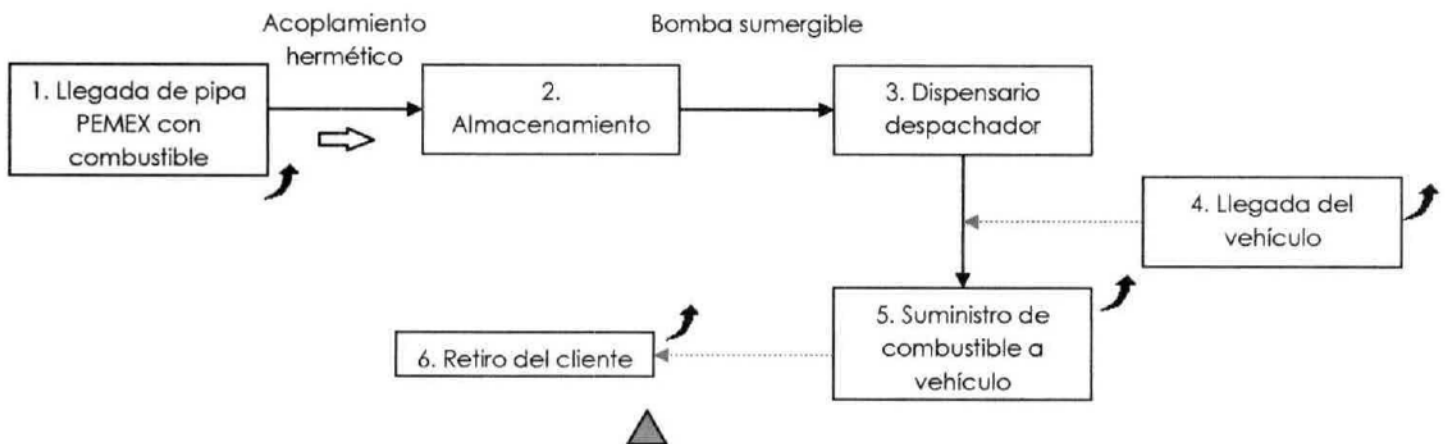 Acoplamiento
hermético
Bomba sumergible
1. Llegada de pipa
PEMEX con
combustible
2.
Almacenamiento
3. Dispensario
despachador
4. Llegada del
vehículo
5. Suministro de
combustible a
vehículo
6. Retiro del cliente